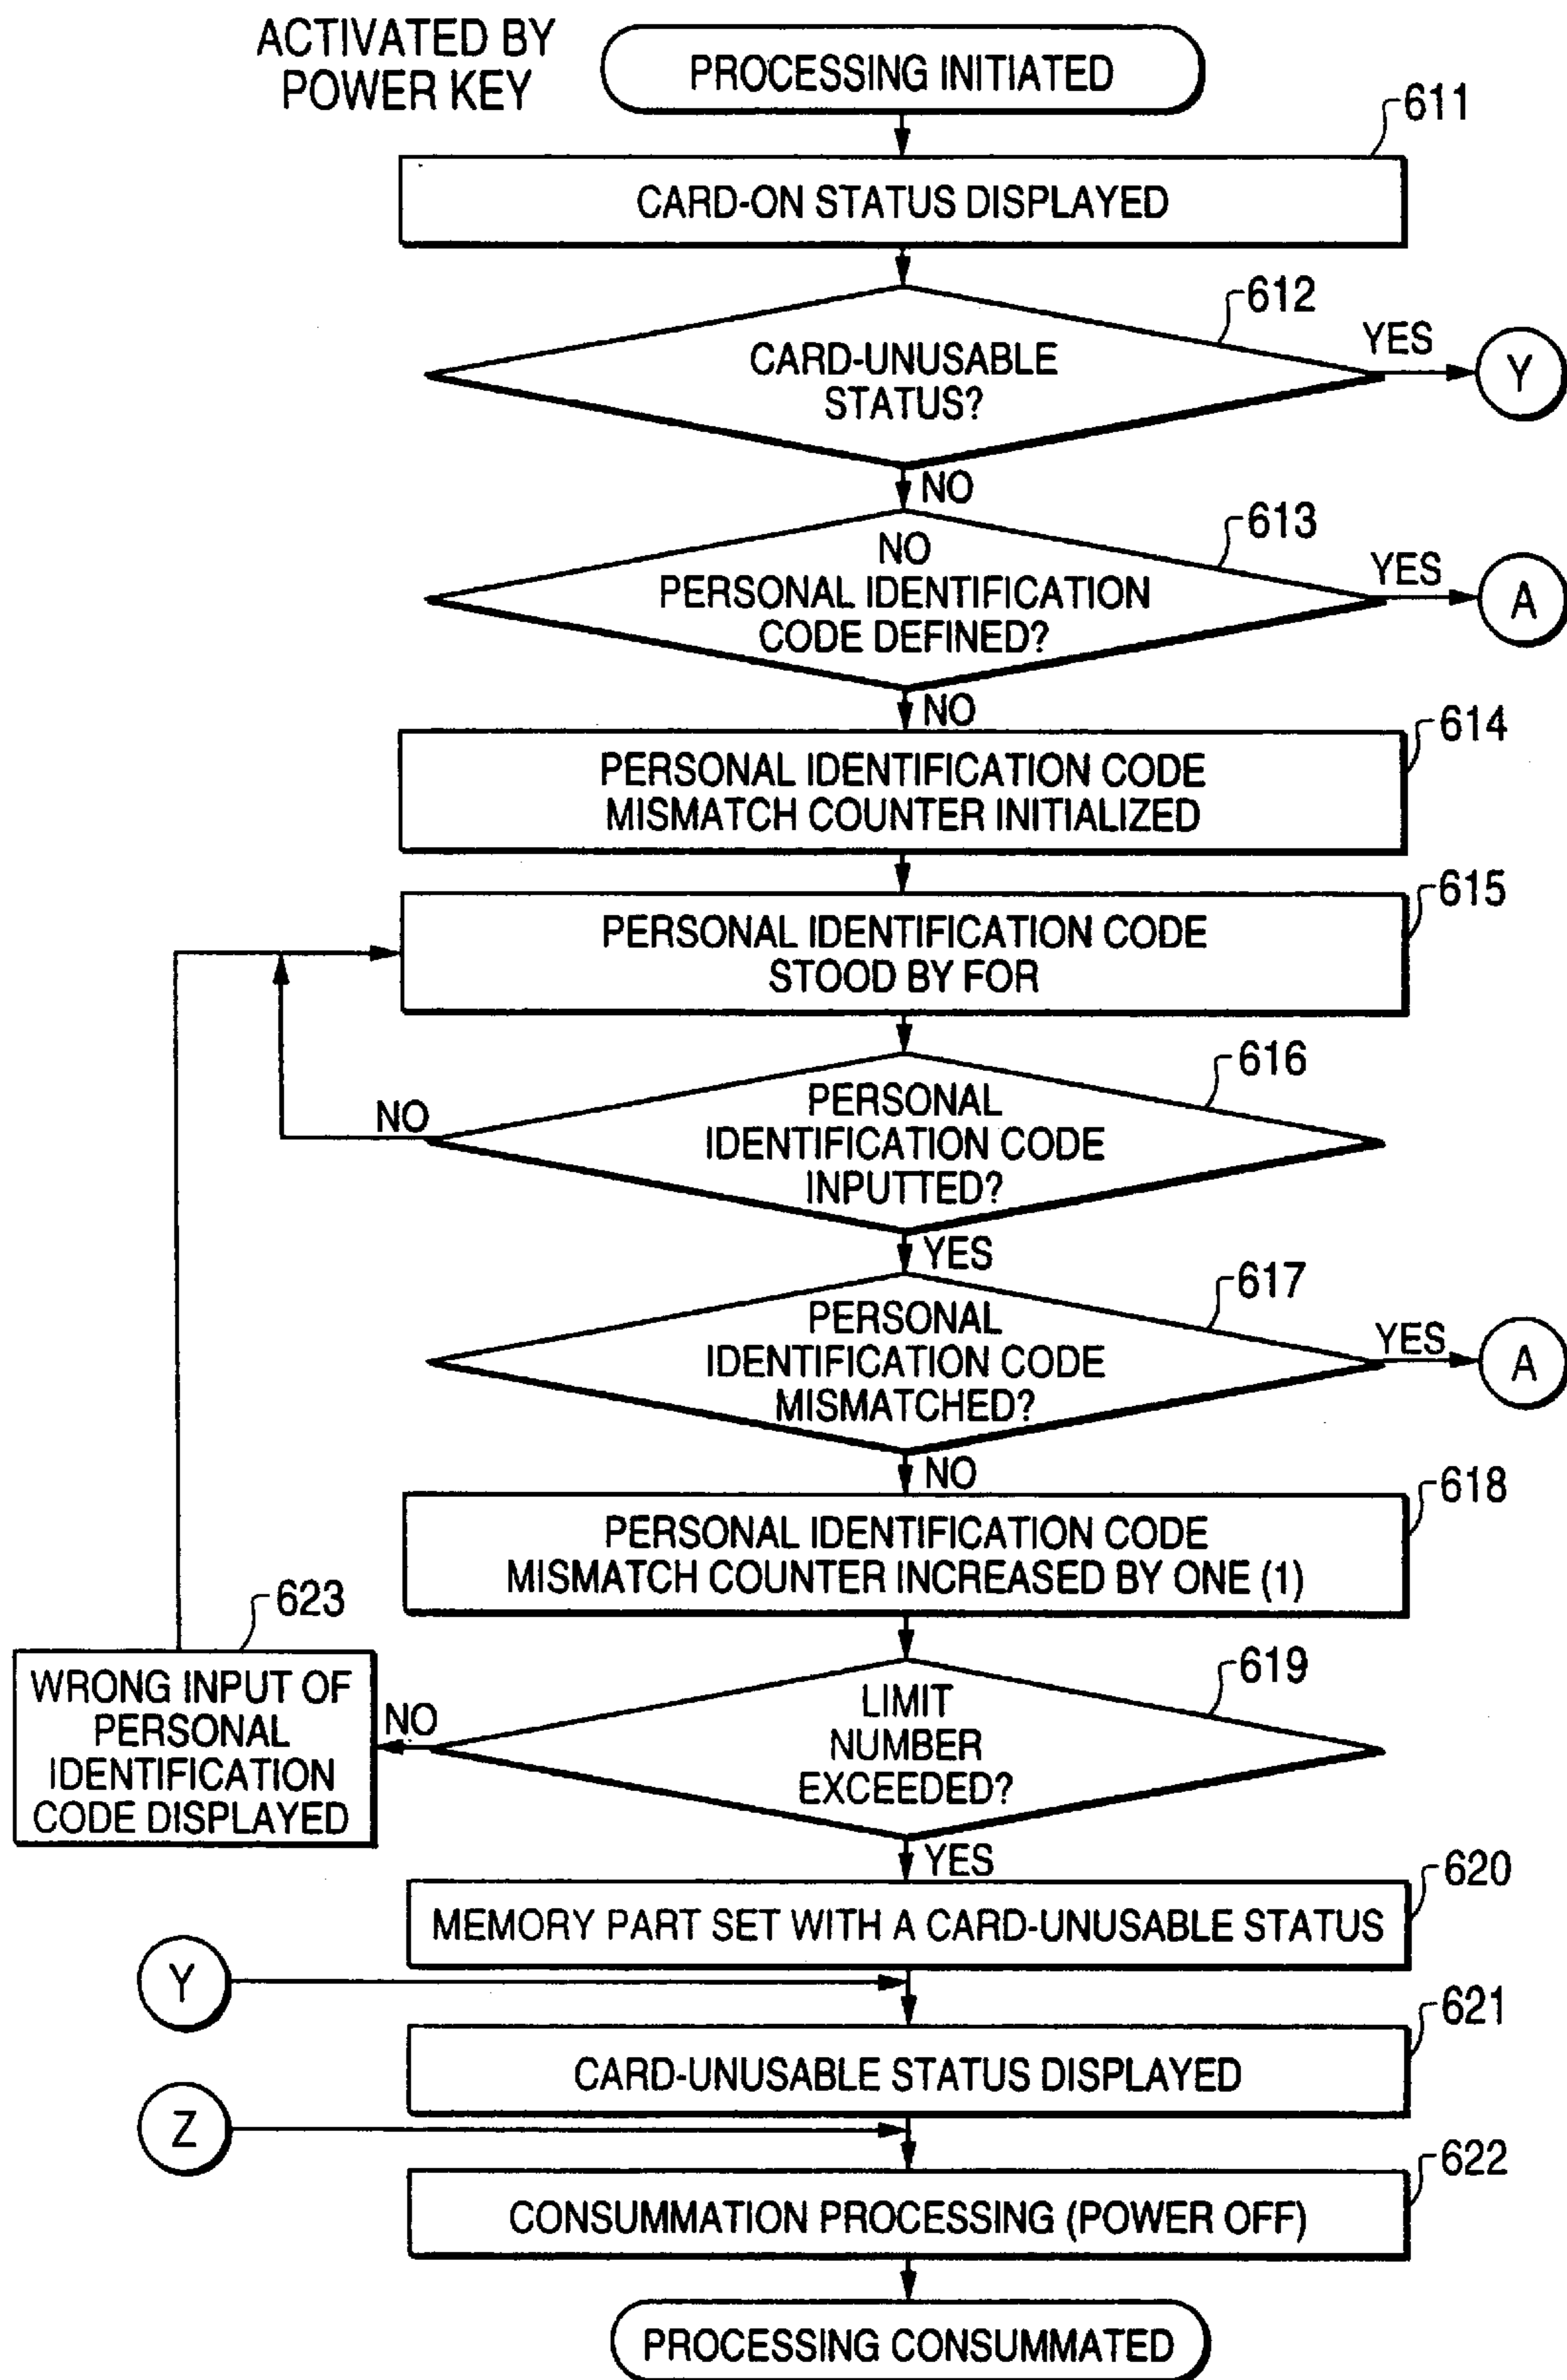 ACTIVATED BY
POWER KEY
PROCESSING INITIATED
611
CARD-ON STATUS DISPLAYED
612
CARD-UNUSABLE
STATUS?
YES
Y
NO
613
NO
PERSONAL IDENTIFICATION
CODE DEFINED?
YES
A
NO
614
PERSONAL IDENTIFICATION CODE
MISMATCH COUNTER INITIALIZED
615
PERSONAL IDENTIFICATION CODE
STOOD BY FOR
616
PERSONAL
IDENTIFICATION CODE
INPUTTED?
NO
YES
617
PERSONAL
IDENTIFICATION CODE
MISMATCHED?
YES
A
NO
618
PERSONAL IDENTIFICATION CODE
MISMATCH COUNTER INCREASED BY ONE (1)
623
WRONG INPUT OF
PERSONAL
IDENTIFICATION
CODE DISPLAYED
NO
619
LIMIT
NUMBER
EXCEEDED?
YES
620
MEMORY PART SET WITH A CARD-UNUSABLE STATUS
Y
621
CARD-UNUSABLE STATUS DISPLAYED
Z
622
CONSUMMATION PROCESSING (POWER OFF)
PROCESSING CONSUMMATED